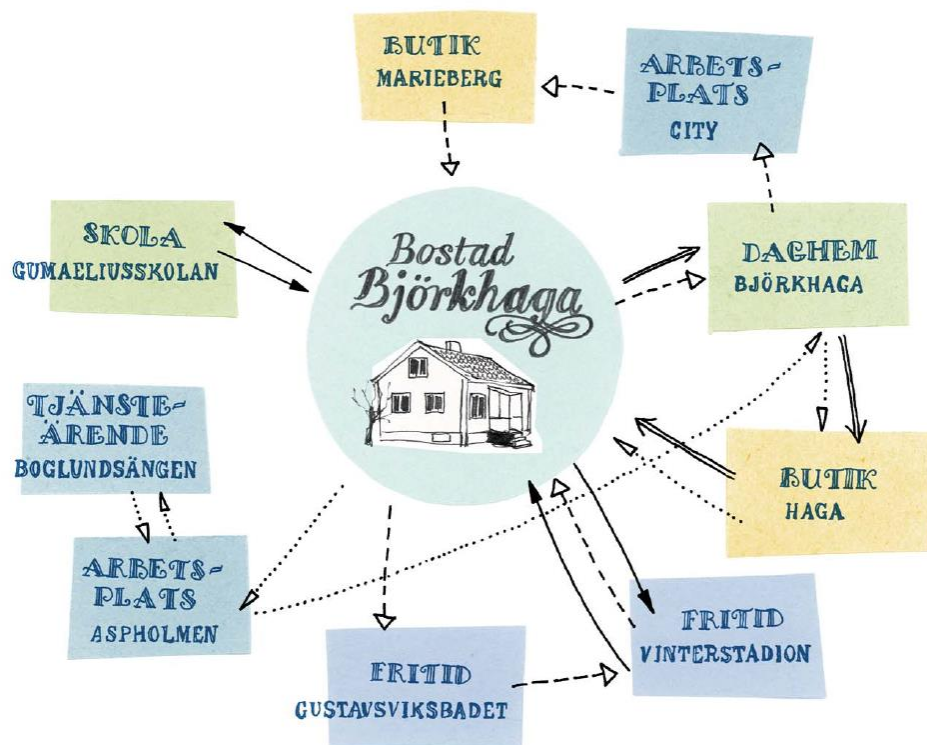 BUTIK
MARIEBERG
ARBETS-
PLATS
CITY
SKOLA
GUMAELIUSSKOLAN
Bostad
Björkhaga
DAGHEM
BJÖRKHAGA
TJÄNSTE-
ÄRENDE
BOGLUNDSÄNGEN
BUTIK
HAGA
ARBETS-
PLATS
ASPHOLMEN
FRITID
GUSTAVSVIKSBADET
FRITID
VINTERSTADION